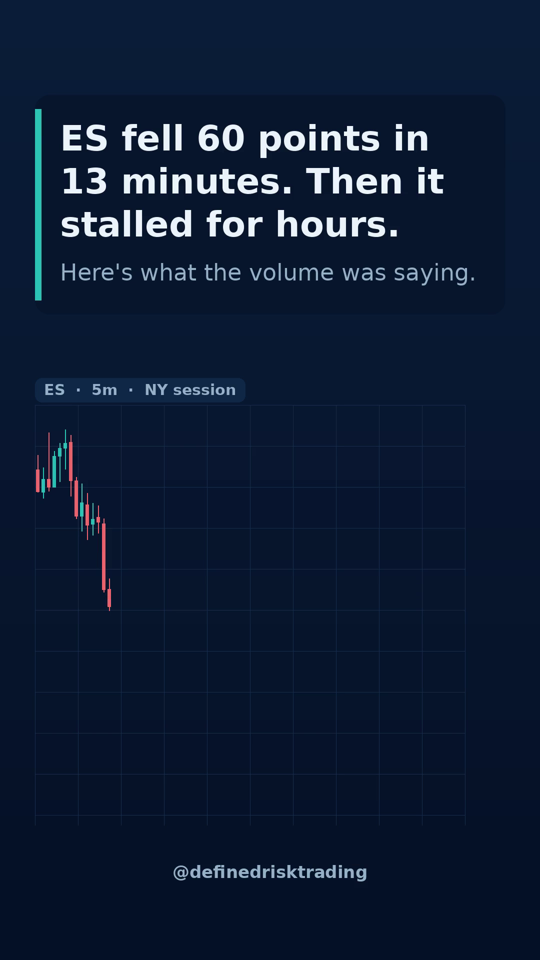 ES fell 60 points in
13 minutes. Then it
stalled for hours.
Here's what the volume was saying.
ES · 5m · NY session
@definedrisktrading